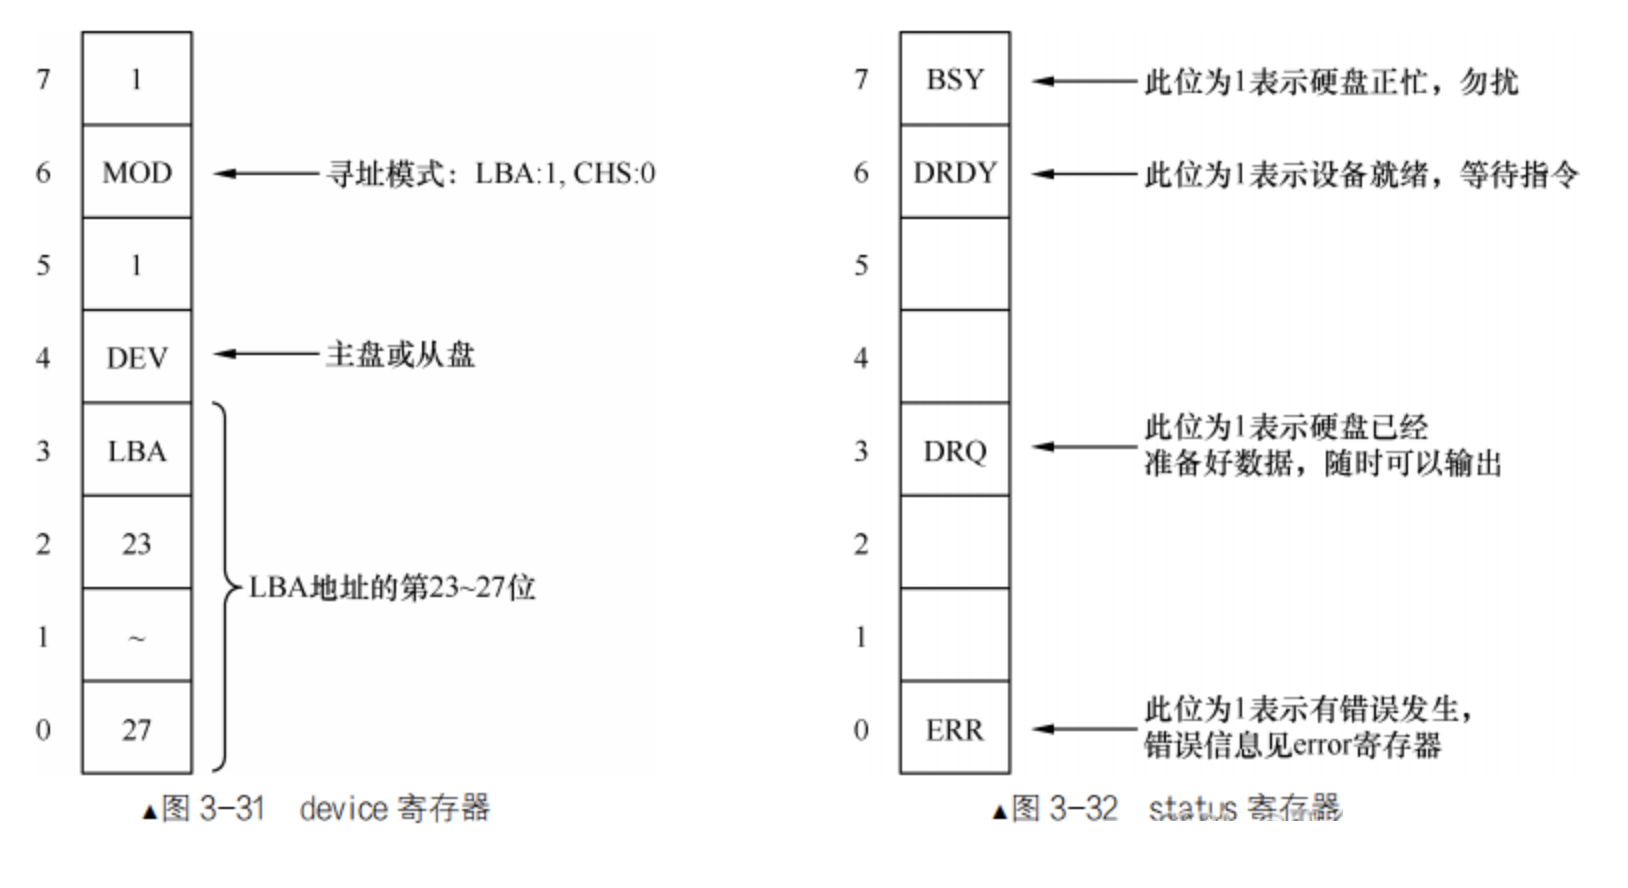 7
1
6
MOD
寻址模式：LBA:1, CHS:0
5
1
4
DEV
主盘或从盘
3
LBA
2
23
LBA地址的第23~27位
1
~
0
27
▲图 3-31 device 寄存器
7
BSY
此位为1表示硬盘正忙，勿扰
6
DRDY
此位为1表示设备就绪，等待指令
5
4
3
DRQ
此位为1表示硬盘已经
准备好数据，随时可以输出
2
1
0
ERR
此位为1表示有错误发生，
错误信息见error寄存器
▲图 3-32 status 寄存器